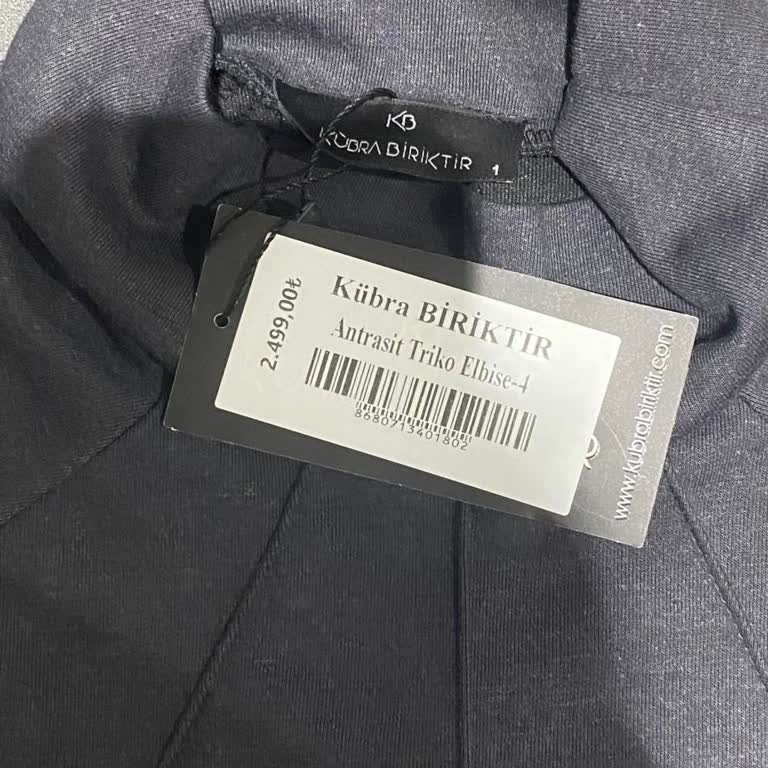 KB
KÜBRA BİRİKTİR 1
Kübra BİRİKTİR
Antrasit Triko Elbise-4
2.499,00₺
8680713401802
R
www.kubrabiriktir.com